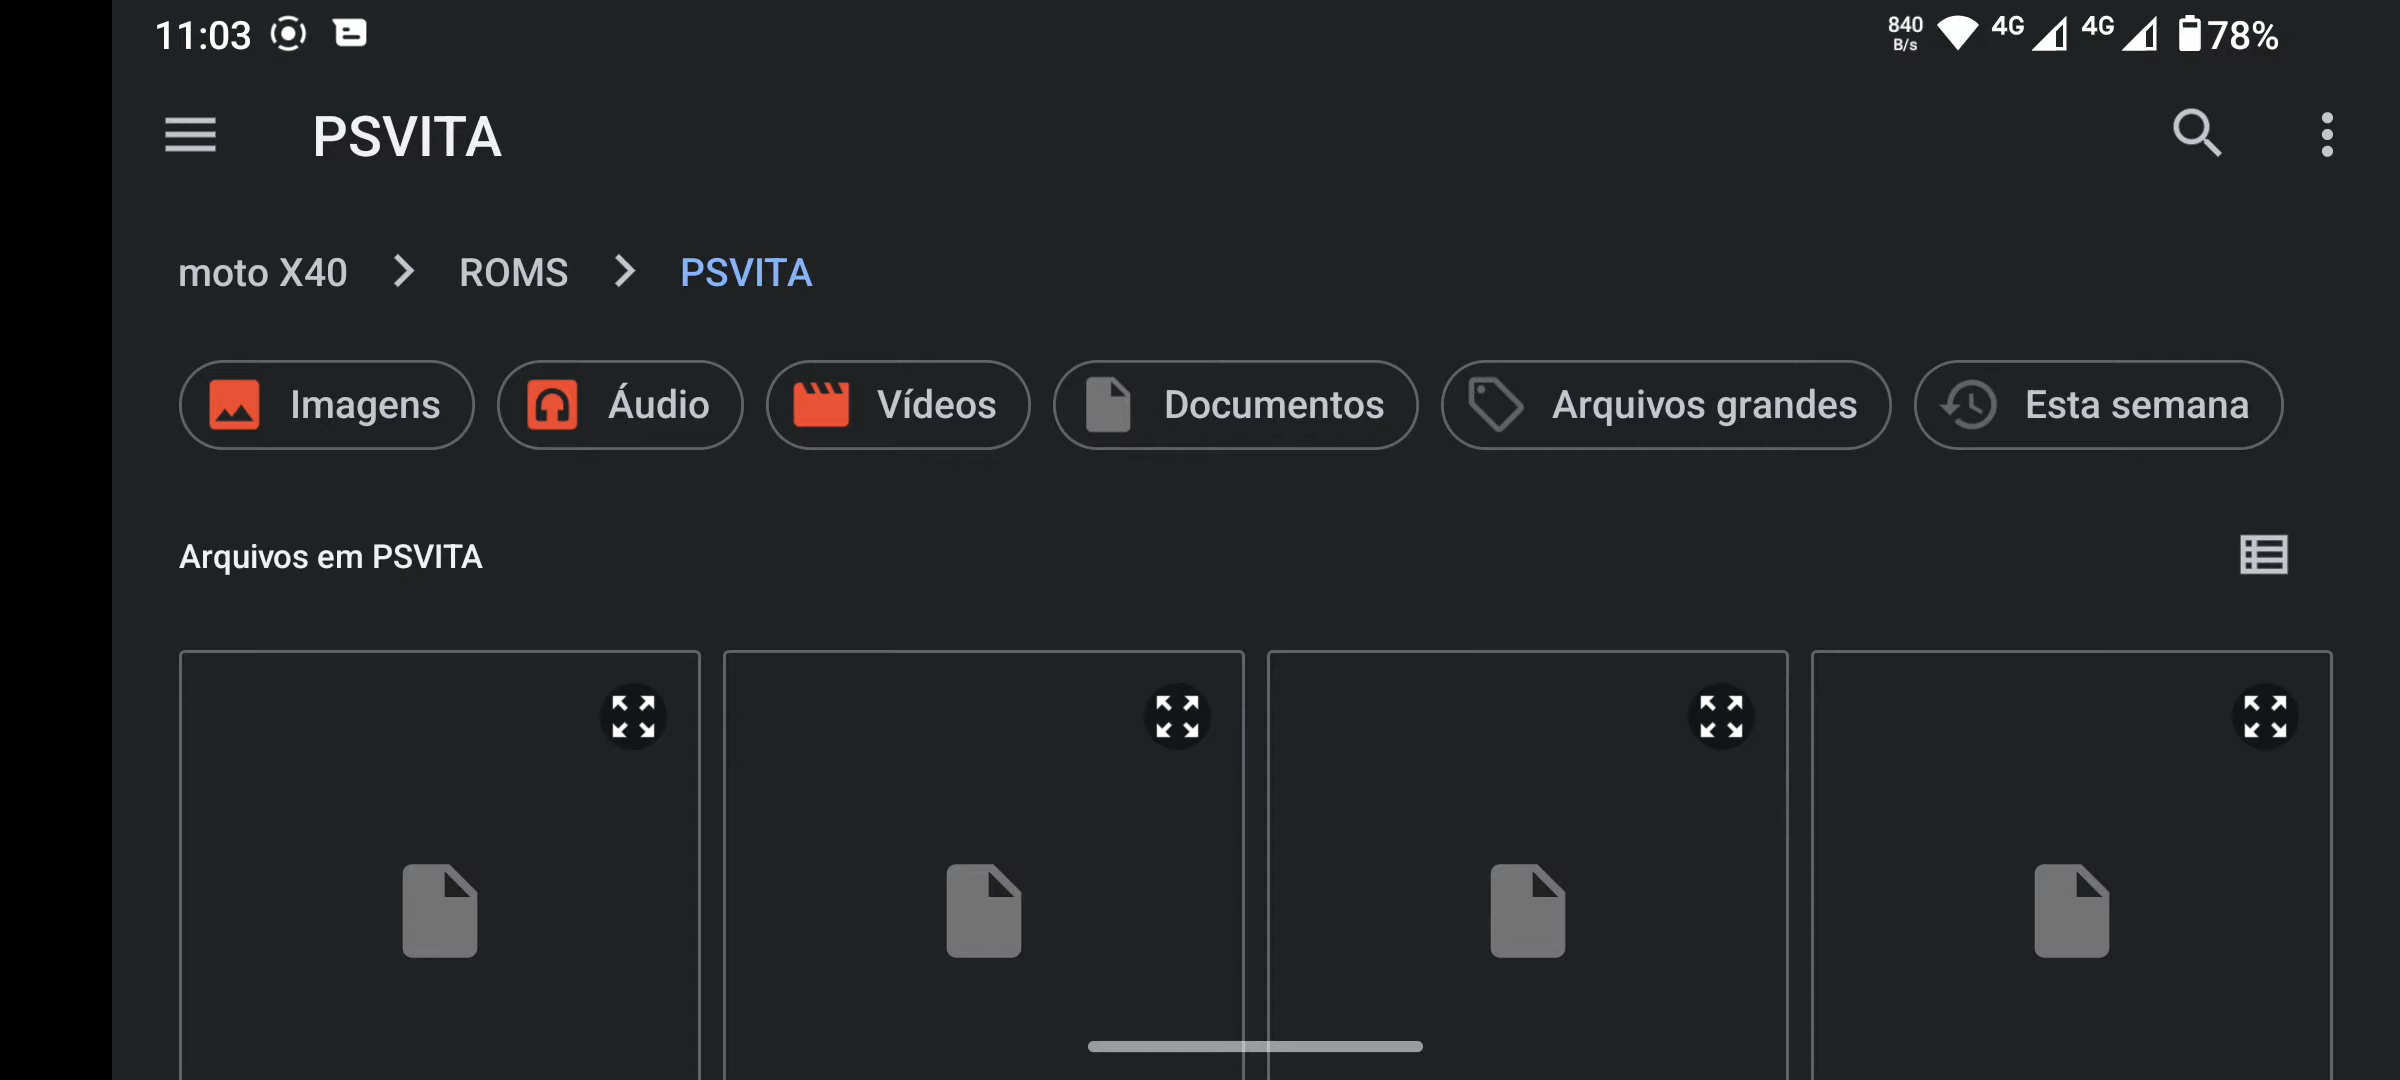 11:03
840 B/s 4G 4G 78%
PSVITA
moto X40 ROMS PSVITA
Imagens Áudio Vídeos Documentos Arquivos grandes Esta semana
Arquivos em PSVITA